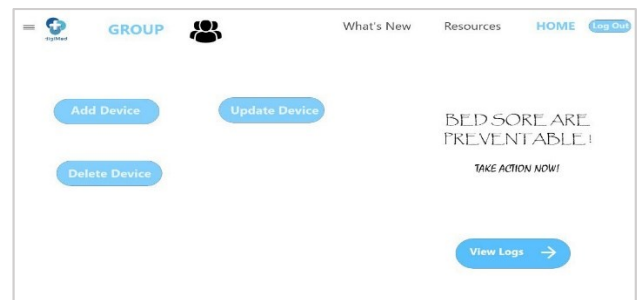 digiMed
GROUP
What's New
Resources
HOME
Log Out
Add Device
Update Device
Delete Device
BED SORE ARE
PREVENTABLE!
TAKE ACTION NOW!
View Logs